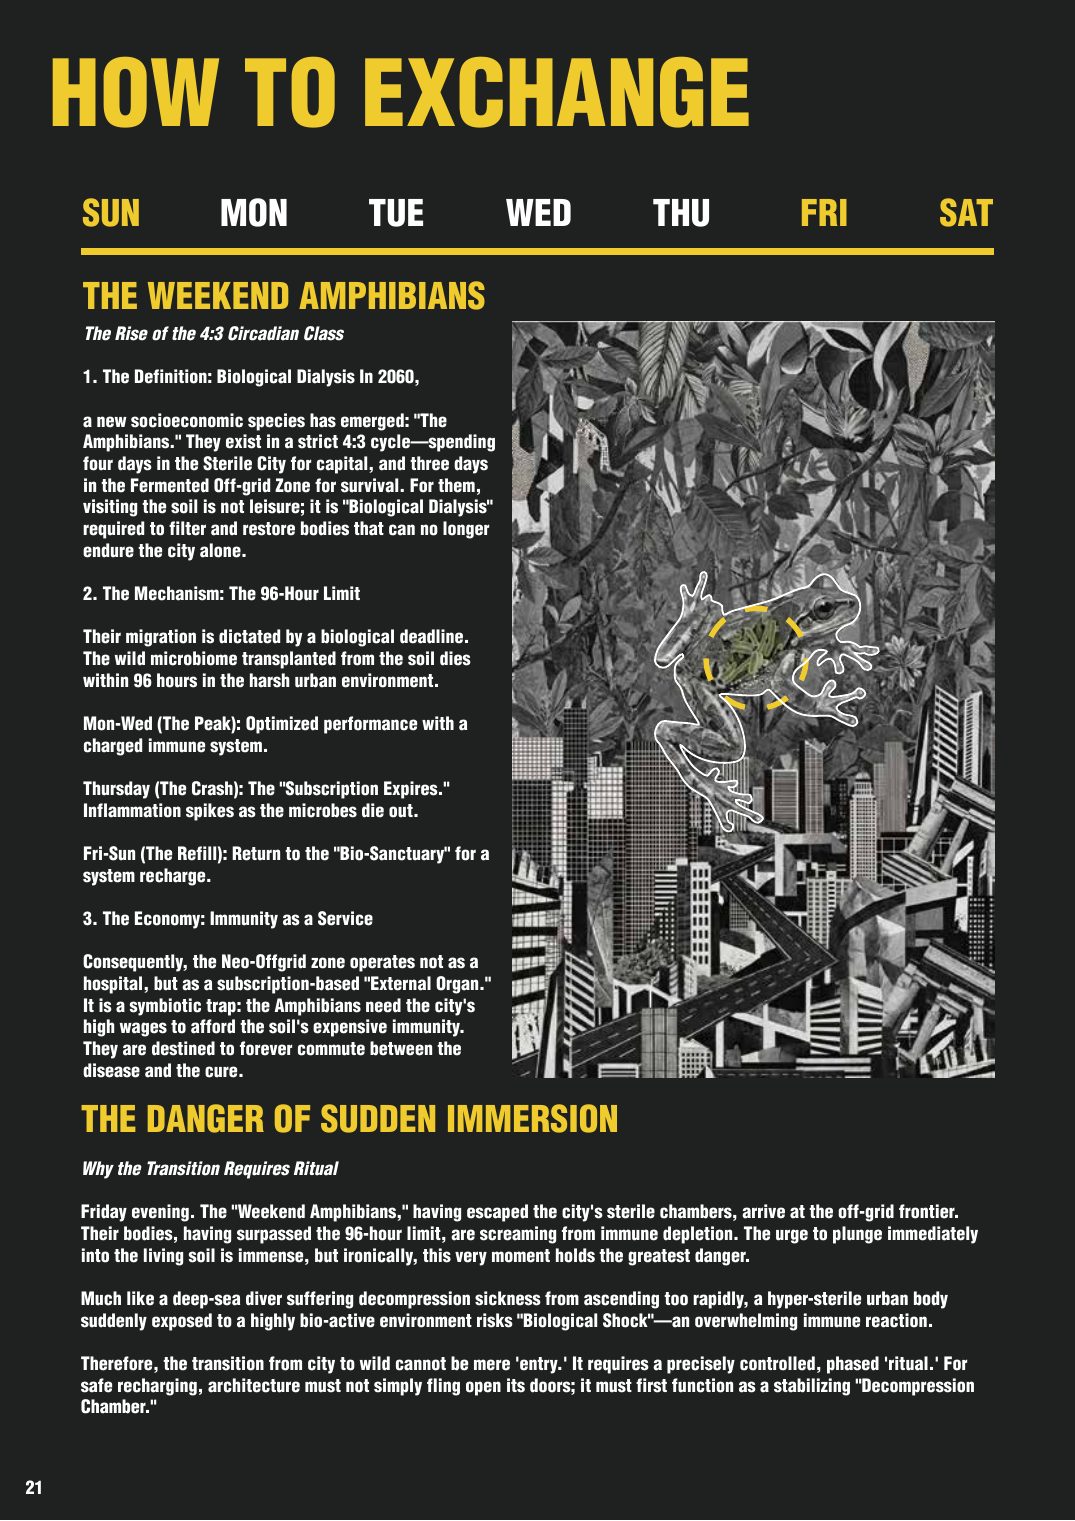 HOW TO EXCHANGE
SUN MON TUE WED THU FRI SAT
THE WEEKEND AMPHIBIANS
The Rise of the 4:3 Circadian Class
1. The Definition: Biological Dialysis In 2060,
a new socioeconomic species has emerged: "The
Amphibians." They exist in a strict 4:3 cycle—spending
four days in the Sterile City for capital, and three days
in the Fermented Off-grid Zone for survival. For them,
visiting the soil is not leisure; it is "Biological Dialysis"
required to filter and restore bodies that can no longer
endure the city alone.
2. The Mechanism: The 96-Hour Limit
Their migration is dictated by a biological deadline.
The wild microbiome transplanted from the soil dies
within 96 hours in the harsh urban environment.
Mon-Wed (The Peak): Optimized performance with a
charged immune system.
Thursday (The Crash): The "Subscription Expires."
Inflammation spikes as the microbes die out.
Fri-Sun (The Refill): Return to the "Bio-Sanctuary" for a
system recharge.
3. The Economy: Immunity as a Service
Consequently, the Neo-Offgrid zone operates not as a
hospital, but as a subscription-based "External Organ."
It is a symbiotic trap: the Amphibians need the city's
high wages to afford the soil's expensive immunity.
They are destined to forever commute between the
disease and the cure.
THE DANGER OF SUDDEN IMMERSION
Why the Transition Requires Ritual
Friday evening. The "Weekend Amphibians," having escaped the city's sterile chambers, arrive at the off-grid frontier.
Their bodies, having surpassed the 96-hour limit, are screaming from immune depletion. The urge to plunge immediately
into the living soil is immense, but ironically, this very moment holds the greatest danger.
Much like a deep-sea diver suffering decompression sickness from ascending too rapidly, a hyper-sterile urban body
suddenly exposed to a highly bio-active environment risks "Biological Shock"—an overwhelming immune reaction.
Therefore, the transition from city to wild cannot be mere 'entry.' It requires a precisely controlled, phased 'ritual.' For
safe recharging, architecture must not simply fling open its doors; it must first function as a stabilizing "Decompression
Chamber."
21